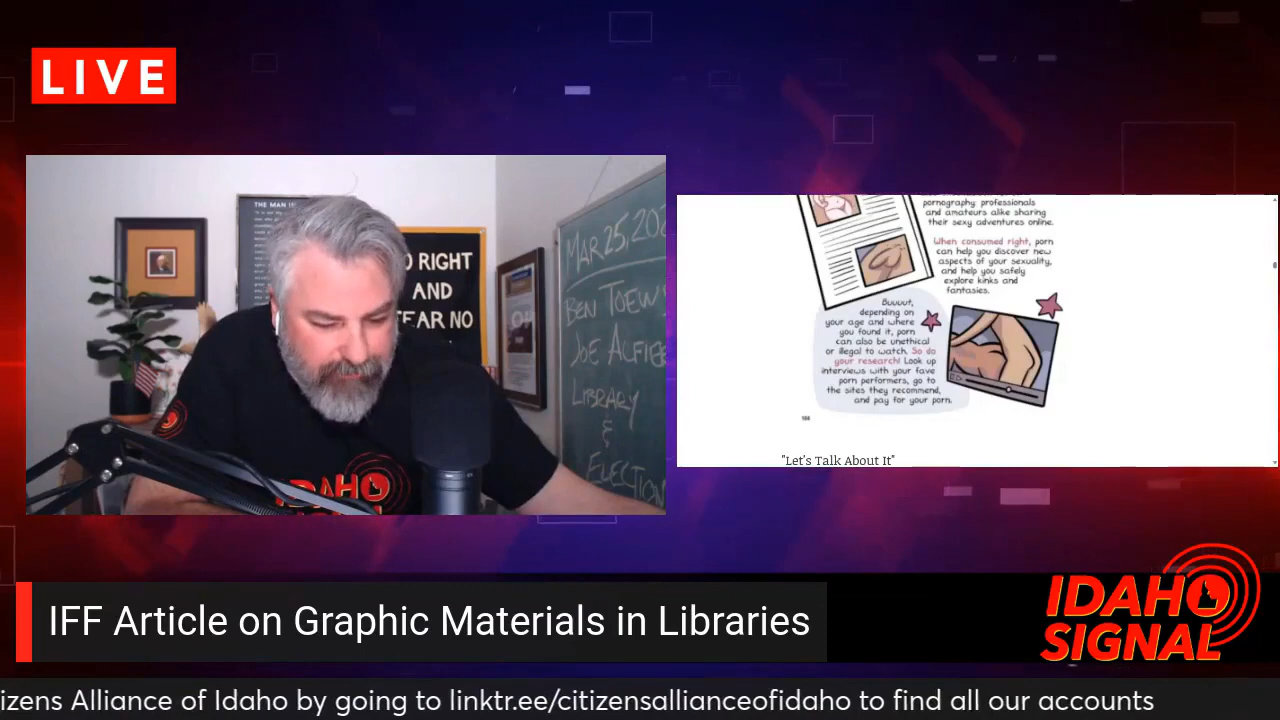 LIVE
THE MAN I
O RIGHT
AND
FEAR NO
MAR 25, 202
BEN TOEWS
JOE ALFIE
LIBRARY
&
ELECTION
IDAHO
pornography: professionals
and amateurs alike sharing
their sexy adventures online.
When consumed right, porn
can help you discover new
aspects of your sexuality,
and help you safely
explore kinks and
fantasies.
Buuuut,
depending on
your age and where
you found it, porn
can also be unethical
or illegal to watch. So do
your research! Look up
interviews with your fave
porn performers, go to
the sites they recommend,
and pay for your porn.
"Let's Talk About It"
IFF Article on Graphic Materials in Libraries
IDAHO
SIGNAL
izens Alliance of Idaho by going to linktr.ee/citizensallianceofidaho to find all our accounts